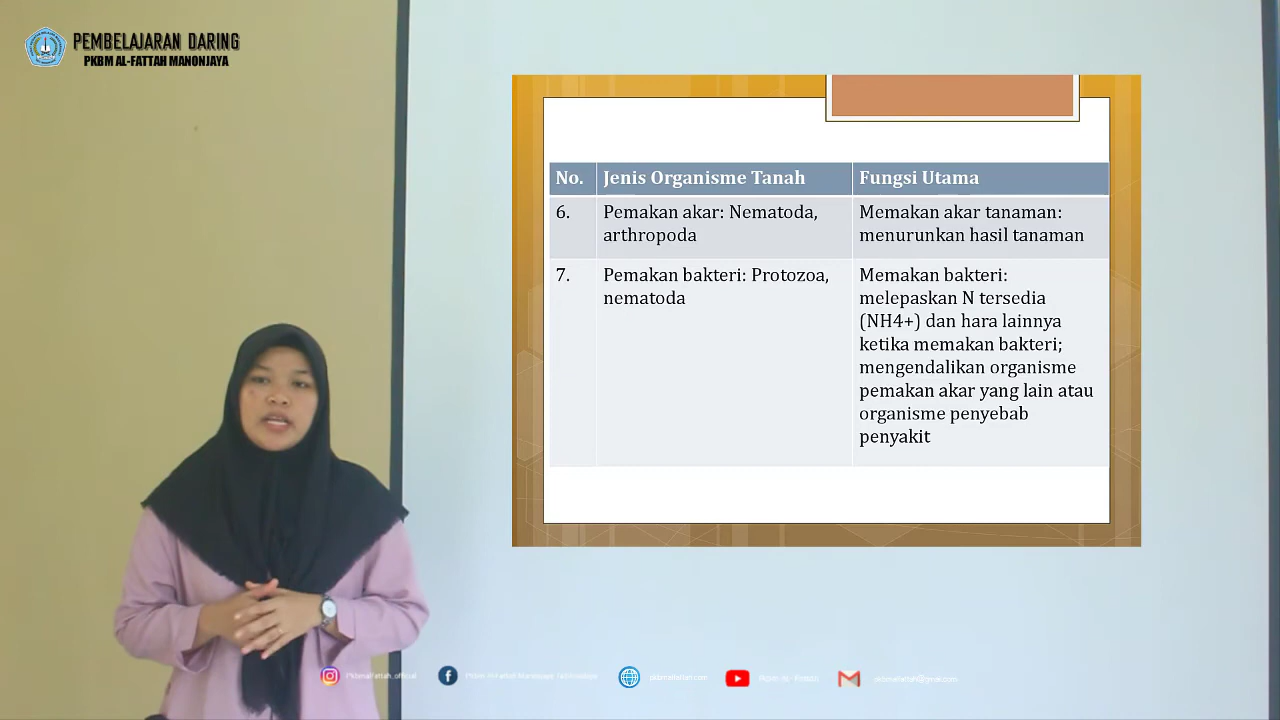 PEMBELAJARAN DARING
PKBM AL-FATTAH MANONJAYA
No.
Jenis Organisme Tanah
Fungsi Utama
6.
Pemakan akar: Nematoda,
arthropoda
Memakan akar tanaman:
menurunkan hasil tanaman
7.
Pemakan bakteri: Protozoa,
nematoda
Memakan bakteri:
melepaskan N tersedia
(NH4+) dan hara lainnya
ketika memakan bakteri;
mengendalikan organisme
pemakan akar yang lain atau
organisme penyebab
penyakit